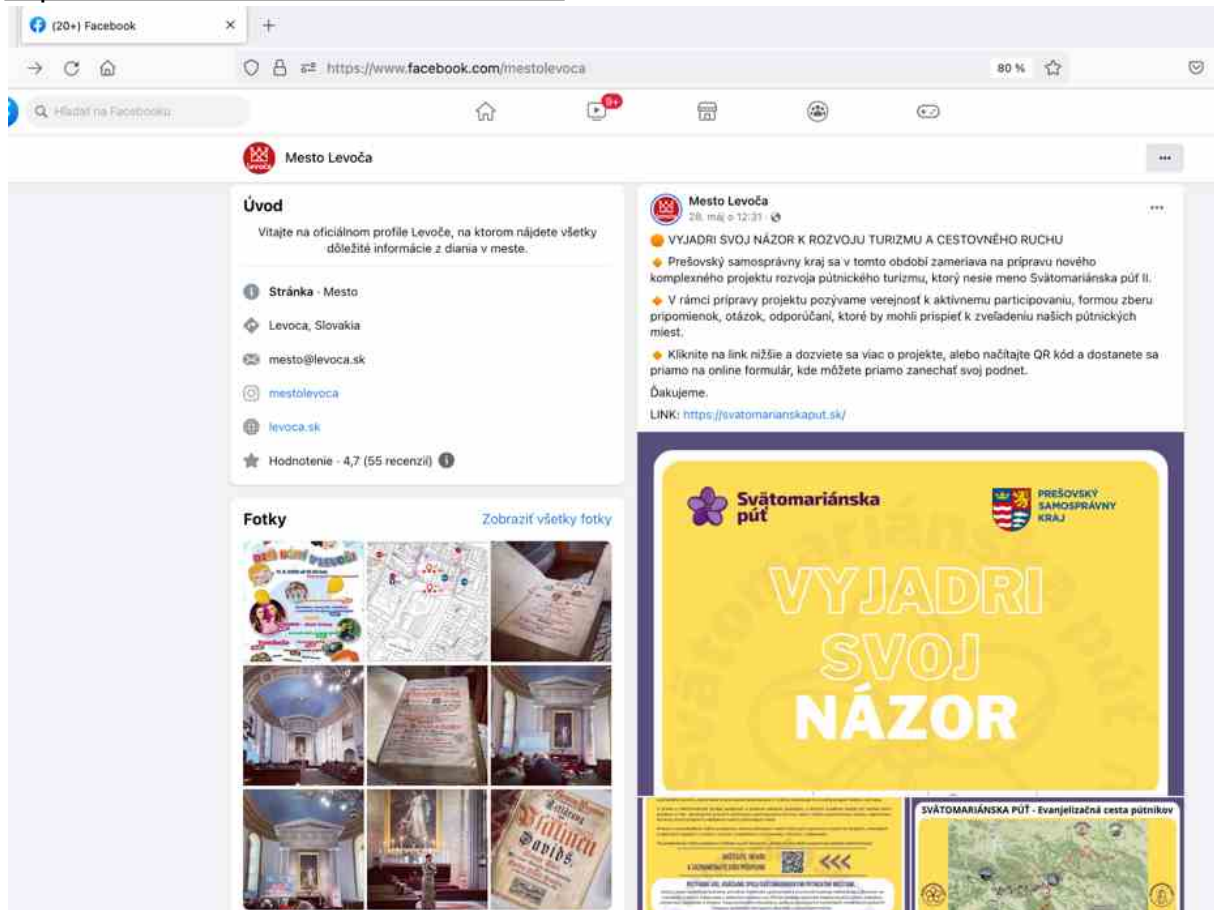 (20+) Facebook
https://www.facebook.com/mestolevoca
80 %
Hľadať na Facebooku
9+
Mesto Levoča
Úvod
Vitajte na oficiálnom profile Levoče, na ktorom nájdete všetky
dôležité informácie z diania v meste.
Stránka · Mesto
Levoca, Slovakia
mesto@levoca.sk
mestolevoca
levoca.sk
Hodnotenie · 4,7 (55 recenzií)
Fotky
Zobraziť všetky fotky
Psalmen
Davids,
Mesto Levoča
28. máj o 12:31
VYJADRI SVOJ NÁZOR K ROZVOJU TURIZMU A CESTOVNÉHO RUCHU
Prešovský samosprávny kraj sa v tomto období zameriava na prípravu nového
komplexného projektu rozvoja pútnického turizmu, ktorý nesie meno Svätomariánska púť II.
V rámci prípravy projektu pozývame verejnosť k aktívnemu participovaniu, formou zberu
pripomienok, otázok, odporúčaní, ktoré by mohli prispieť k zveľadeniu našich pútnických
miest.
Kliknite na link nižšie a dozviete sa viac o projekte, alebo načítajte QR kód a dostanete sa
priamo na online formulár, kde môžete priamo zanechať svoj podnet.
Ďakujeme.
LINK: https://svatomarianskaput.sk/
Svätomariánska
púť
PREŠOVSKÝ
SAMOSPRÁVNY
KRAJ
VYJADRI
SVOJ
NÁZOR
SVÄTOMARIÁNSKA PÚŤ - Evanjelizačná cesta pútnikov